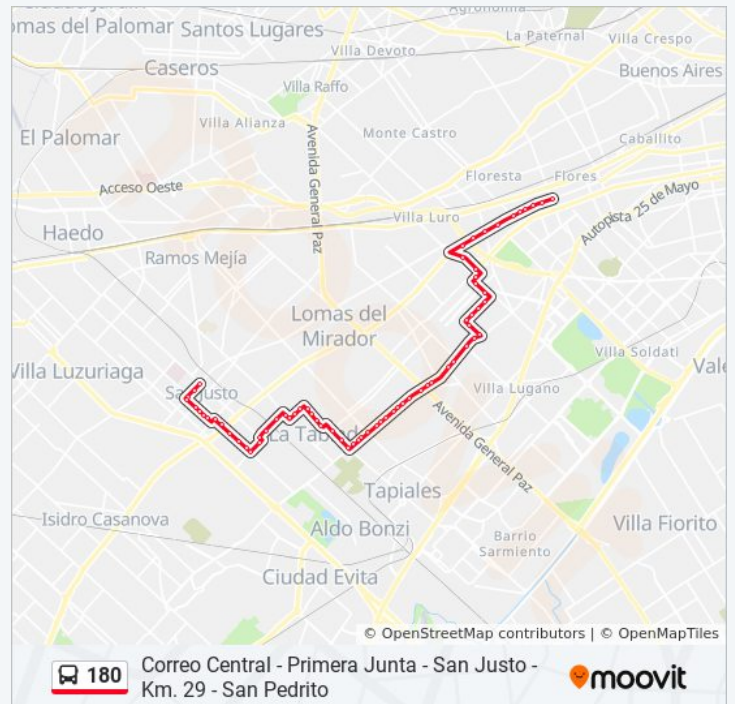 Agronomía
omas del Palomar
Santos Lugares
La Paternal
Villa Crespo
Villa Devoto
Caseros
Buenos Aires
Villa Raffo
Villa Alianza
Monte Castro
Caballito
El Palomar
Avenida General Paz
Floresta
Flores
Acceso Oeste
Autopista 25 de Mayo
Villa Luro
Haedo
Ramos Mejía
Lomas del
Mirador
Villa Soldati
Vale
Villa Luzuriaga
Villa Lugano
San Justo
Avenida General Paz
La Tablada
Tapiales
Isidro Casanova
Aldo Bonzi
Villa Fiorito
Barrio
Sarmiento
Ciudad Evita
© OpenStreetMap contributors | © OpenMapTiles
180
Correo Central - Primera Junta - San Justo -
Km. 29 - San Pedrito
moovit